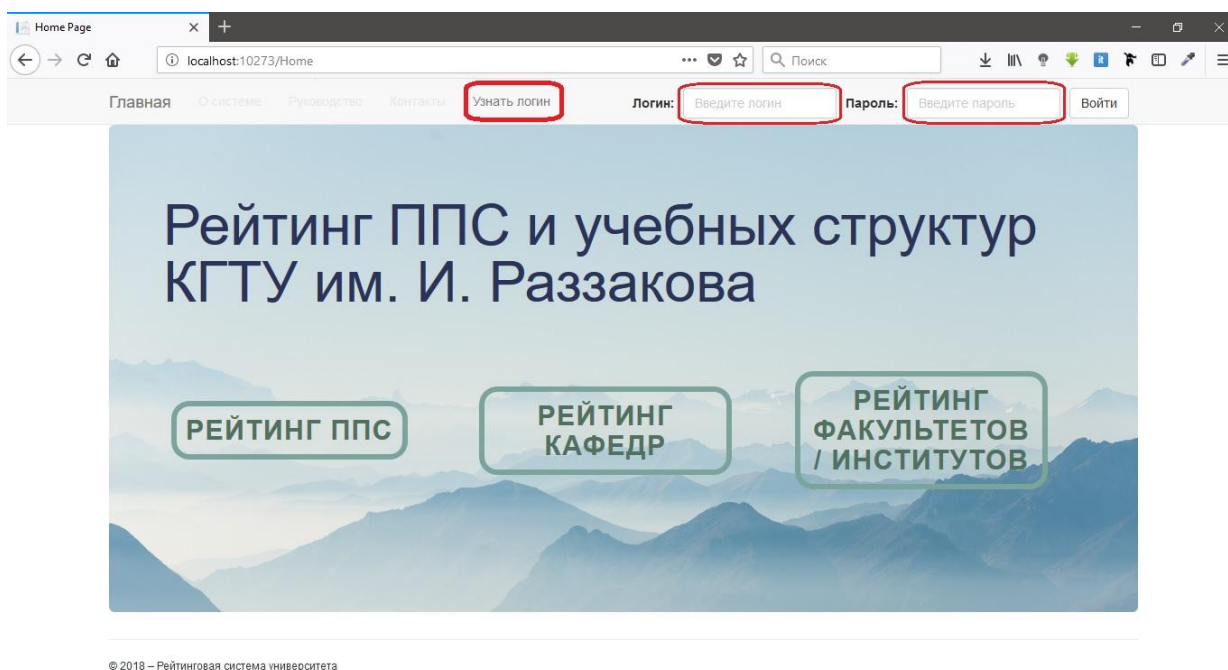 Home Page
localhost:10273/Home
Поиск
Главная О системе Руководство Контакты Узнать логин Логин: Введите логин Пароль: Введите пароль Войти
Рейтинг ППС и учебных структур
КГТУ им. И. Раззакова
РЕЙТИНГ ППС
РЕЙТИНГ
КАФЕДР
РЕЙТИНГ
ФАКУЛЬТЕТОВ
/ ИНСТИТУТОВ
© 2018 – Рейтинговая система университета